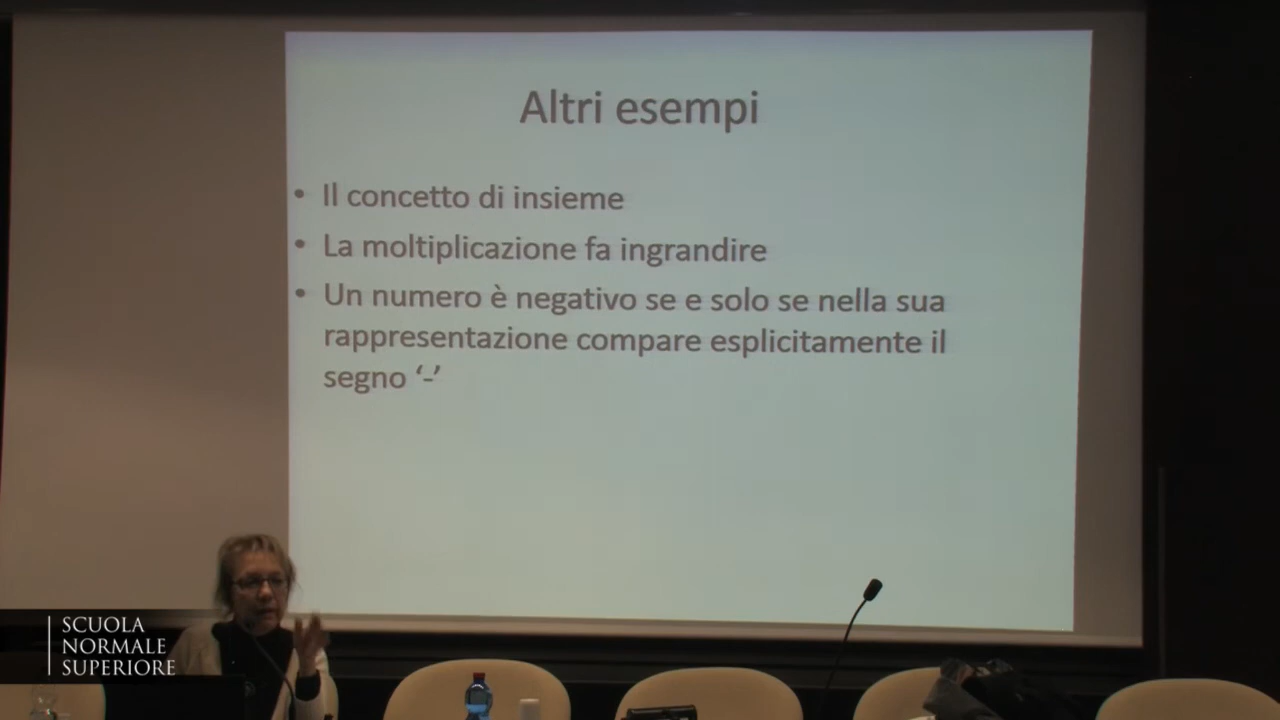 Altri esempi
• Il concetto di insieme
• La moltiplicazione fa ingrandire
• Un numero è negativo se e solo se nella sua
rappresentazione compare esplicitamente il
segno ‘-’
SCUOLA
NORMALE
SUPERIORE